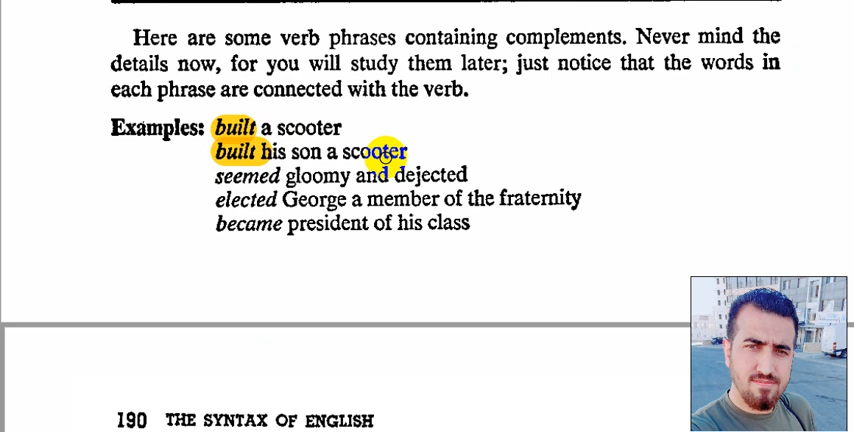 Here are some verb phrases containing complements. Never mind the
details now, for you will study them later; just notice that the words in
each phrase are connected with the verb.
Examples: built a scooter
built his son a scooter
seemed gloomy and dejected
elected George a member of the fraternity
became president of his class
190 THE SYNTAX OF ENGLISH